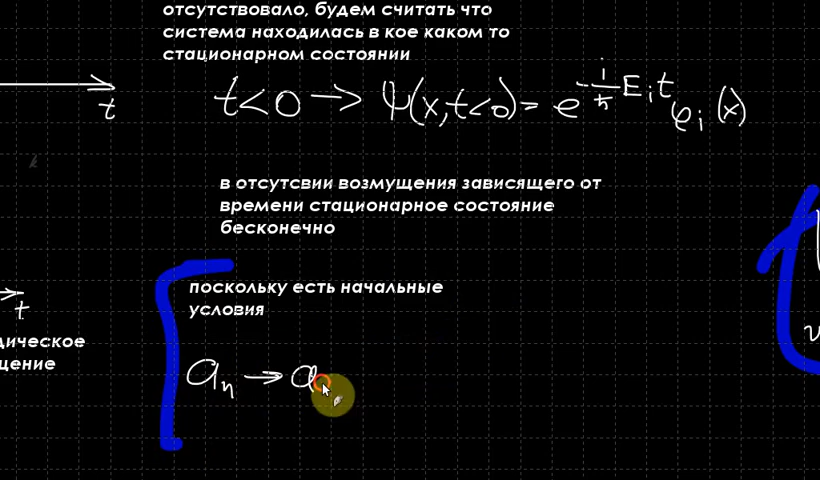 отсутствовало, будем считать что
система находилась в кое каком то
стационарном состоянии
t
t<0 → Ψ(x, t<0) = e^{-\frac{i}{ħ} E_i t} φ_i (x)
в отсутсвии возмущения зависящего от
времени стационарное состояние
бесконечно
поскольку есть начальные
условия
t
дическое
щение
a_n → a